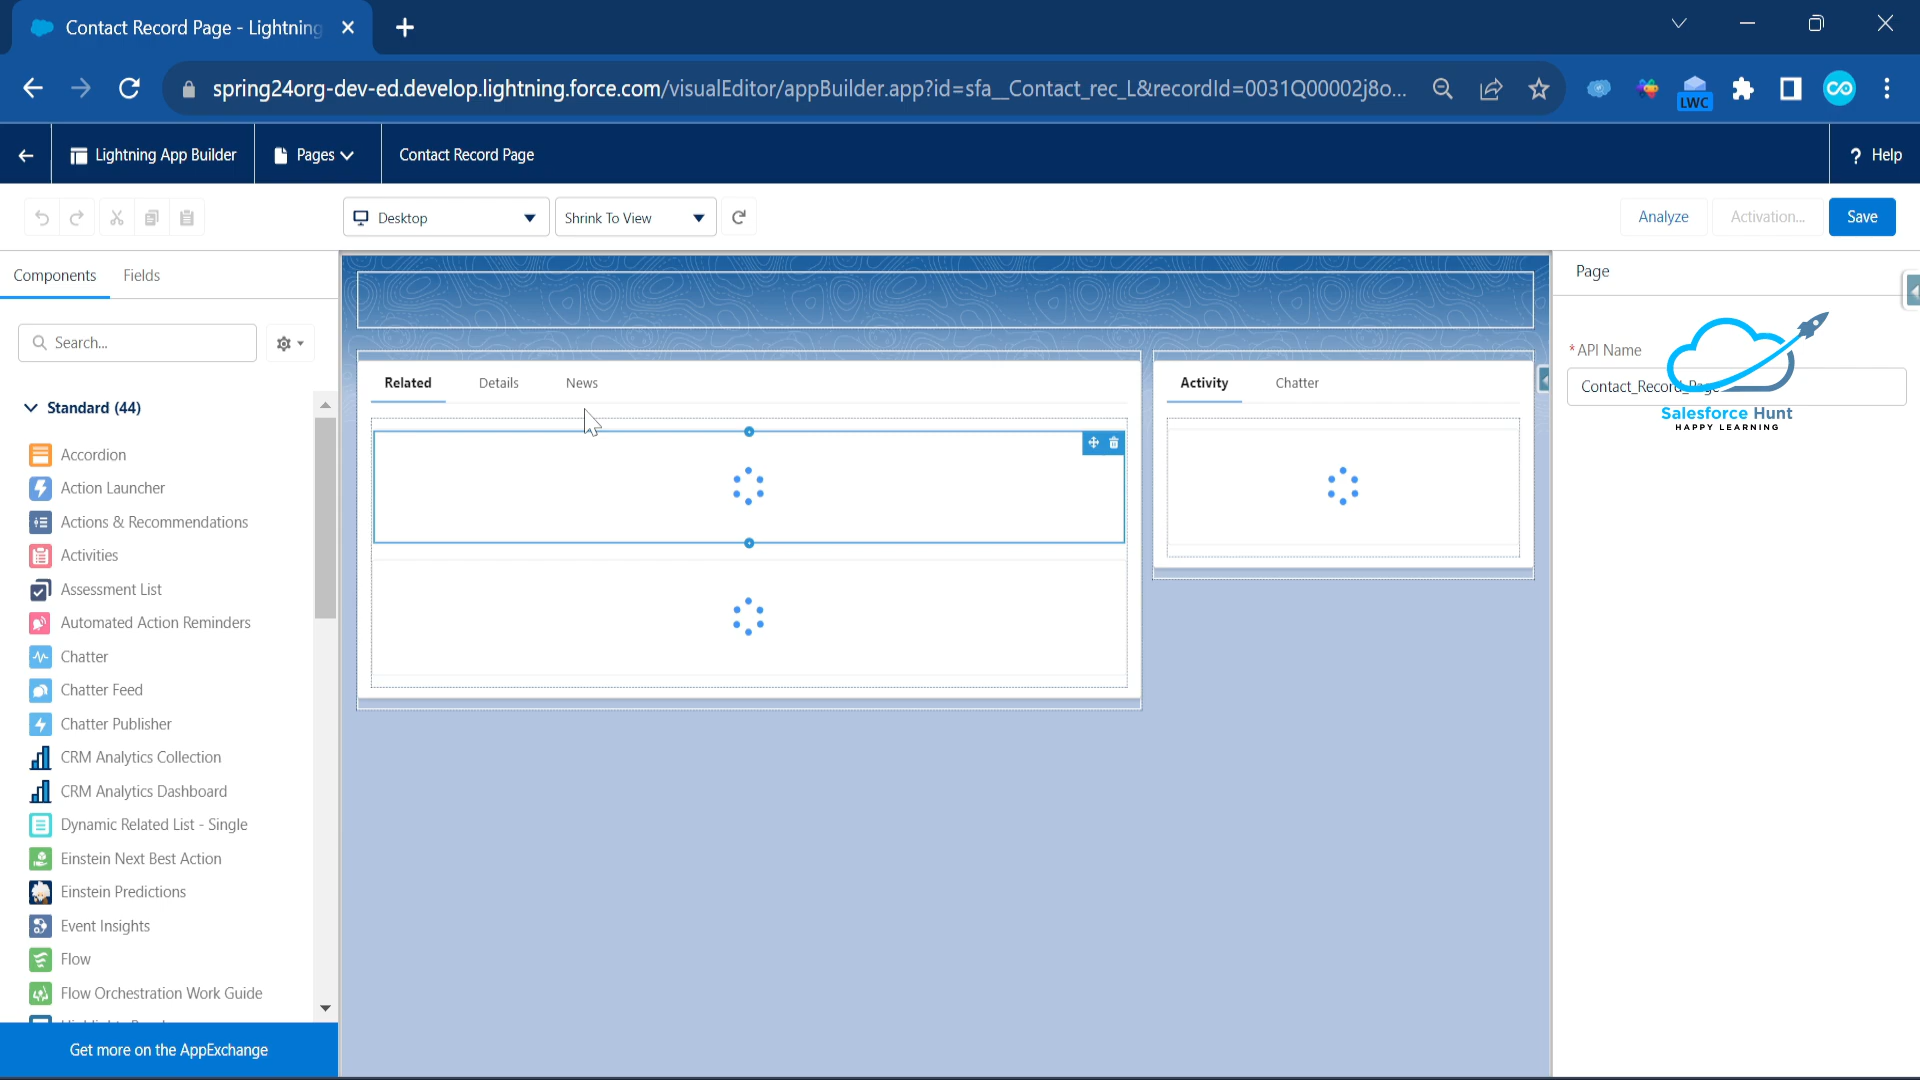 Contact Record Page - Lightning
spring24org-dev-ed.develop.lightning.force.com/visualEditor/appBuilder.app?id=sfa__Contact_rec_L&recordId=0031Q00002j8o...
LWC
Lightning App Builder
Pages
Contact Record Page
? Help
Desktop
Shrink To View
Analyze
Activation...
Save
Components
Fields
Search...
Standard (44)
Accordion
Action Launcher
Actions & Recommendations
Activities
Assessment List
Automated Action Reminders
Chatter
Chatter Feed
Chatter Publisher
CRM Analytics Collection
CRM Analytics Dashboard
Dynamic Related List - Single
Einstein Next Best Action
Einstein Predictions
Event Insights
Flow
Flow Orchestration Work Guide
Get more on the AppExchange
Related
Details
News
Activity
Chatter
Page
*API Name
Contact_Record_Page
Salesforce Hunt
HAPPY LEARNING